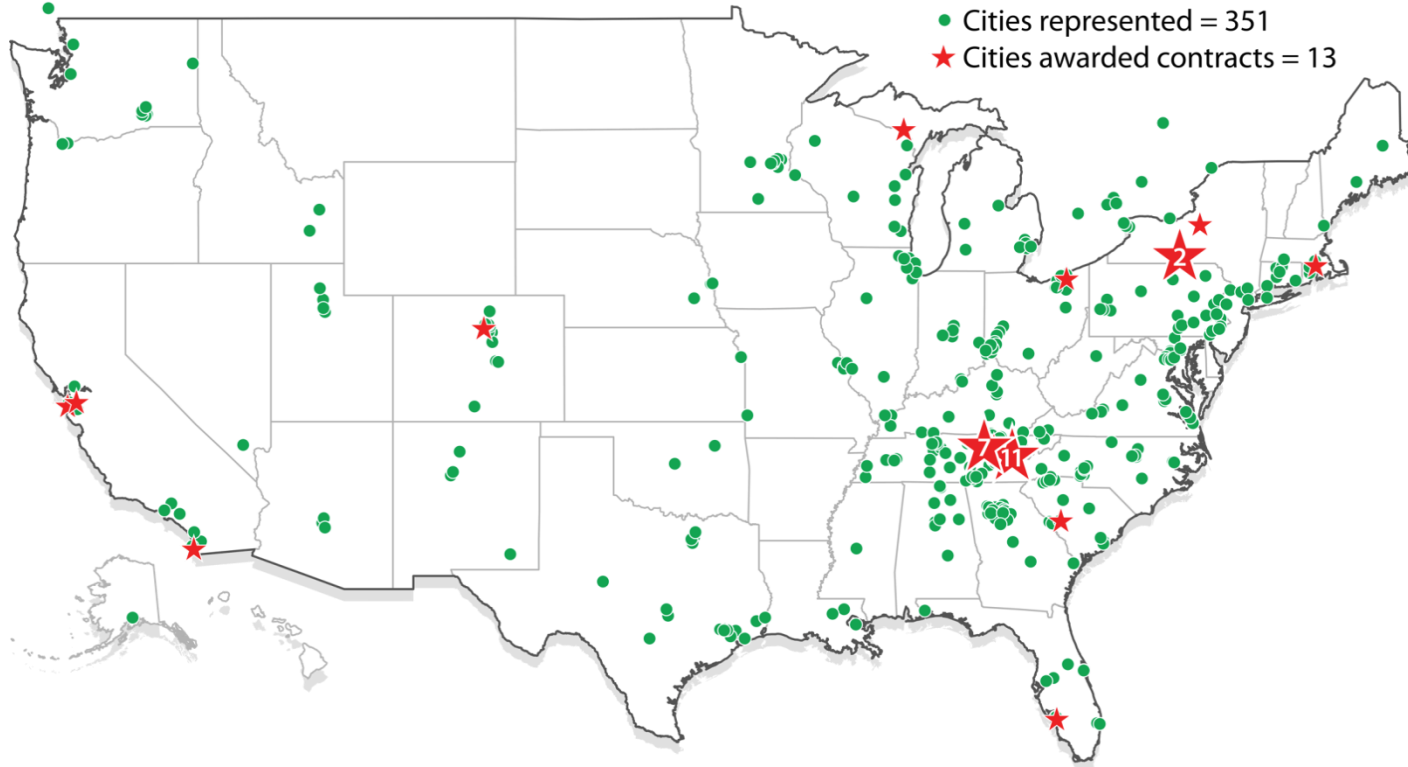 Cities represented = 351
Cities awarded contracts = 13
2
7
11